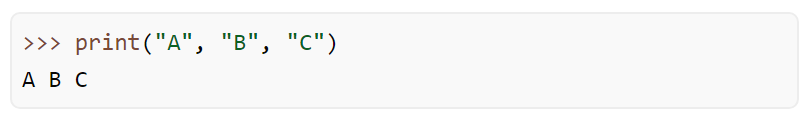 >>> print("A", "B", "C")
A B C